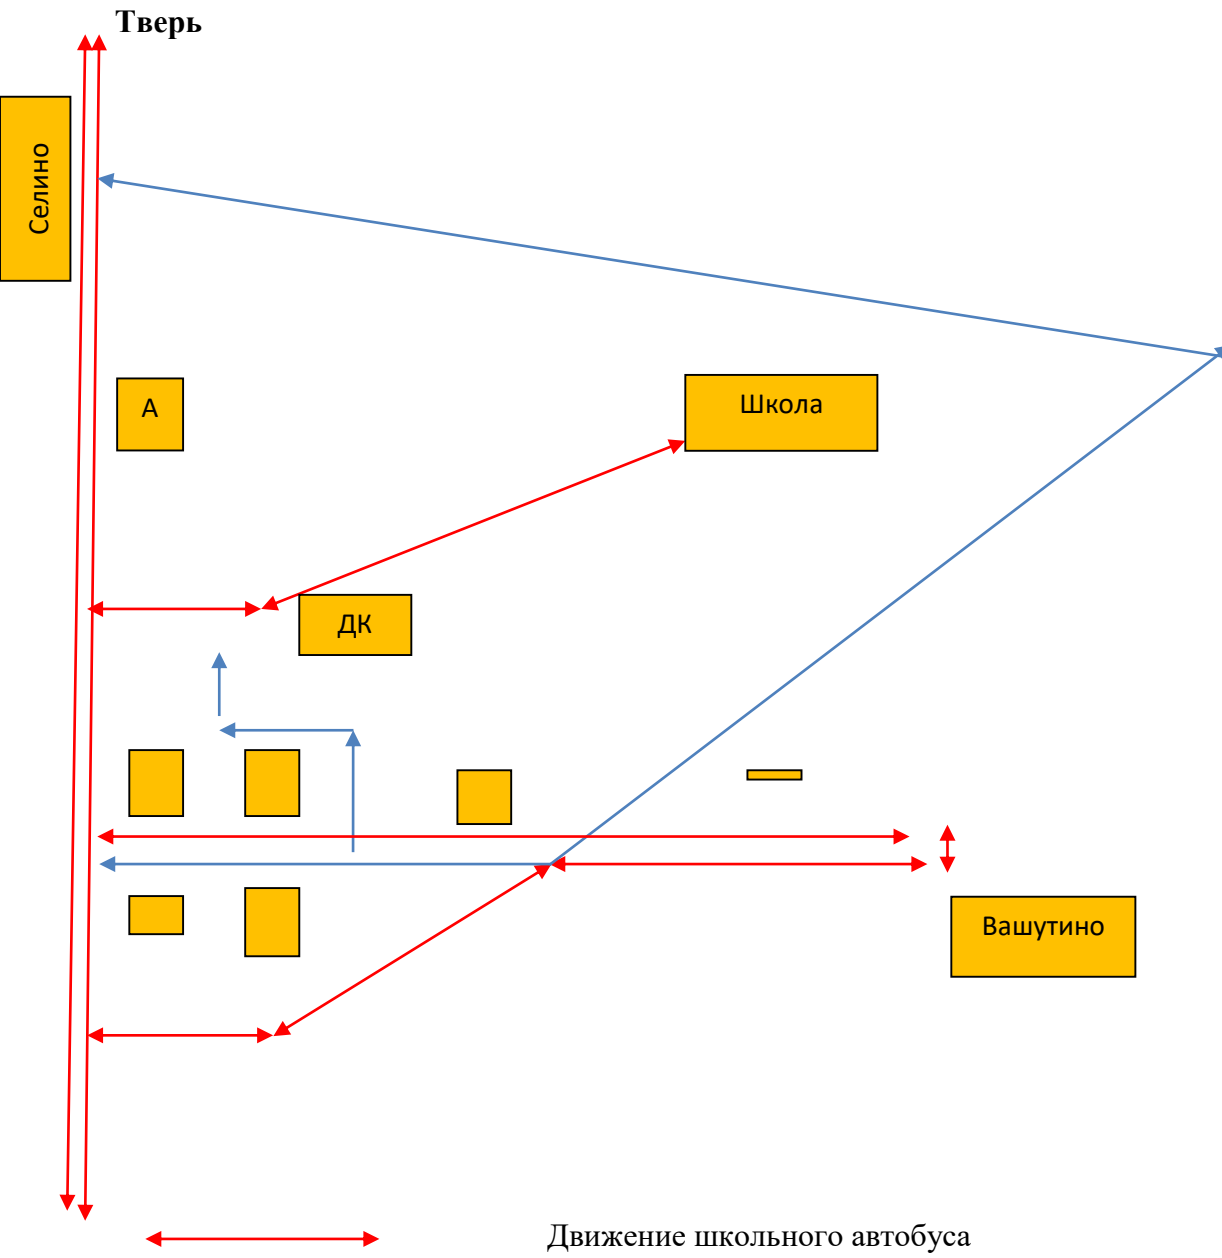 Тверь
Селино
А
Школа
ДК
Вашутино
Движение школьного автобуса